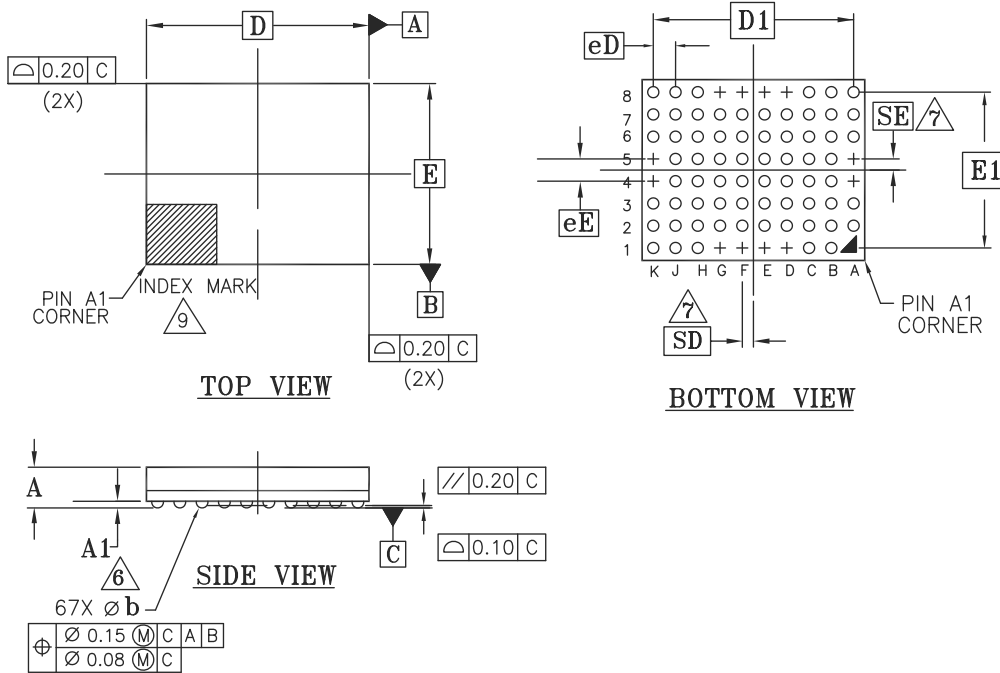 D
A
⌓ 0.20 C
(2X)
E
PIN A1
CORNER
INDEX MARK
9
B
⌓ 0.20 C
(2X)
TOP VIEW
D1
eD
8
7
6
5
4
3
2
1
SE 7
E1
eE
K J H G F E D C B A
7
SD
PIN A1
CORNER
BOTTOM VIEW
A
A1
6
// 0.20 C
C
⌓ 0.10 C
SIDE VIEW
67X Ø b
⌖ Ø 0.15 Ⓜ C A B
Ø 0.08 Ⓜ C